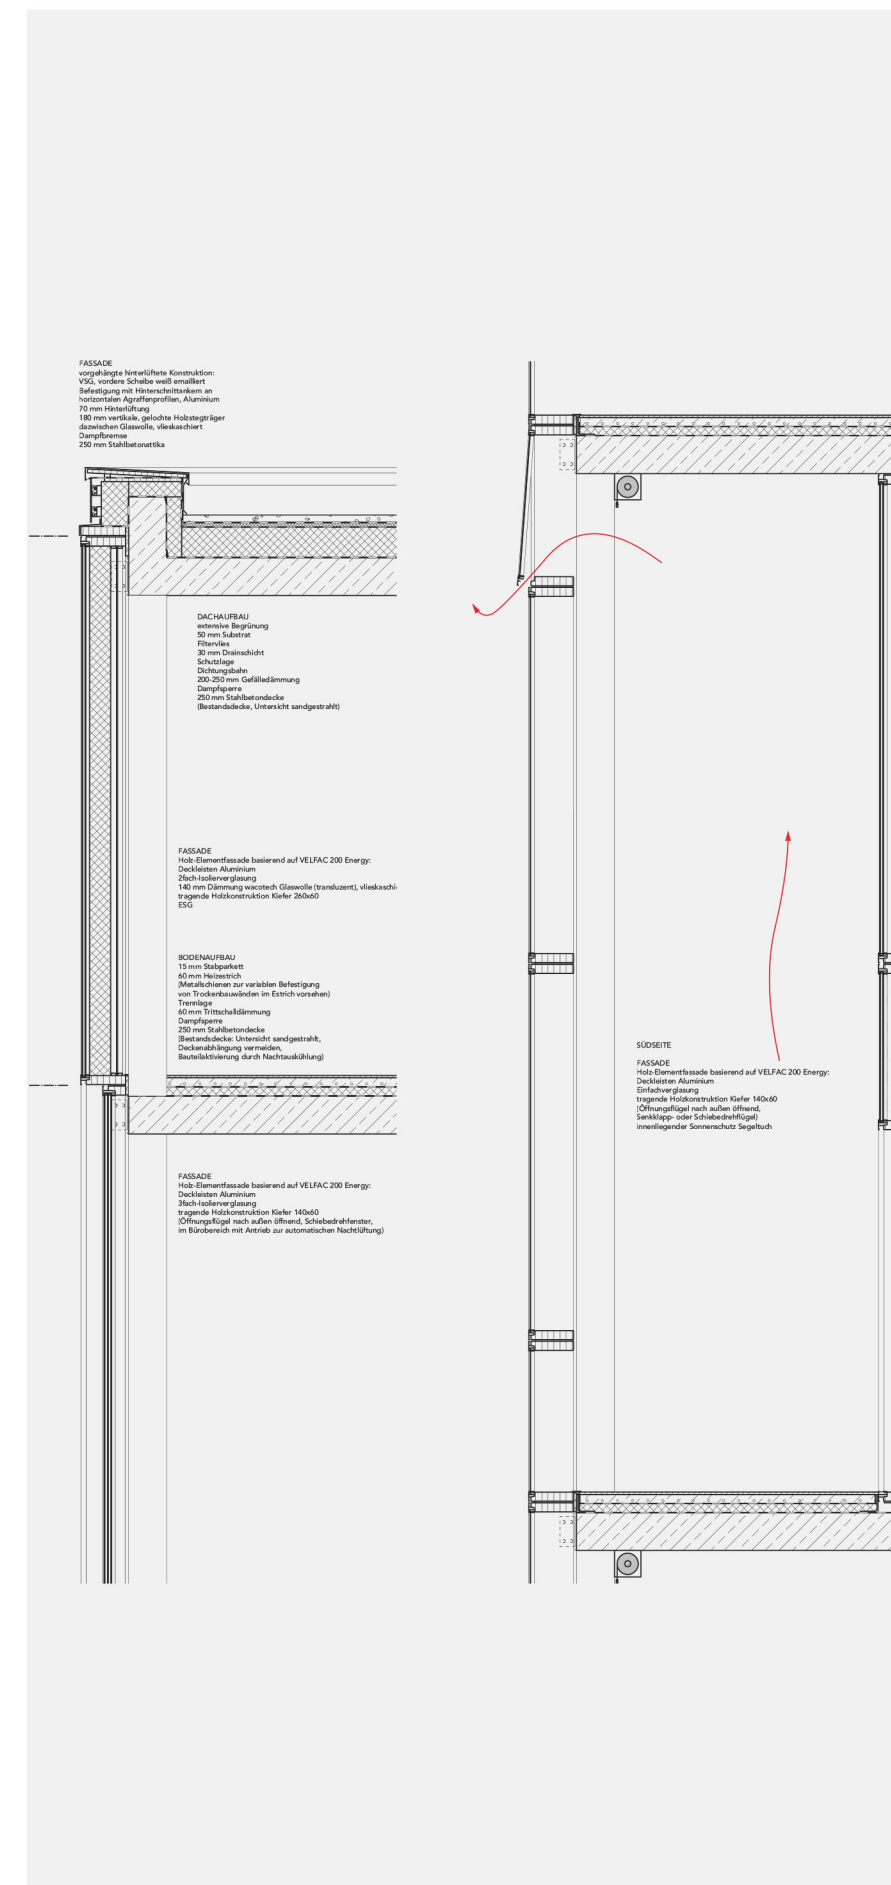 FASSADE
vorgehängte hinterlüftete Konstruktion:
VSG, vordere Scheibe weiß emailliert
Befestigung mit Hinterschnittankern an
horizontalen Agraffenprofilen, Aluminium
70 mm Hinterlüftung
180 mm vertikale, gelochte Holzstegträger
dazwischen Glaswolle, vlieskaschiert
Dampfbremse
250 mm Stahlbetonattika
DACHAUFBAU
extensive Begrünung
50 mm Substrat
Filtervlies
30 mm Drainschicht
Schutzlage
Dichtungsbahn
200-250 mm Gefälledämmung
Dampfsperre
250 mm Stahlbetondecke
(Bestandsdecke, Untersicht sandgestrahlt)
FASSADE
Holz-Elementfassade basierend auf VELFAC 200 Energy:
Deckleisten Aluminium
2fach-Isolierverglasung
140 mm Dämmung wacotech Glaswolle (transluzent), vlieskaschi
tragende Holzkonstruktion Kiefer 260x60
ESG
BODENAUFBAU
15 mm Stabparkett
60 mm Heizestrich
(Metallschienen zur variablen Befestigung
von Trockenbauwänden im Estrich vorsehen)
Trennlage
60 mm Trittschalldämmung
Dampfsperre
250 mm Stahlbetondecke
(Bestandsdecke: Untersicht sandgestrahlt,
Deckenabhängung vermeiden,
Bauteilaktivierung durch Nachtauskühlung)
FASSADE
Holz-Elementfassade basierend auf VELFAC 200 Energy:
Deckleisten Aluminium
3fach-Isolierverglasung
tragende Holzkonstruktion Kiefer 140x60
(Öffnungsflügel nach außen öffnend, Schiebedrehfenster,
im Bürobereich mit Antrieb zur automatischen Nachtlüftung)
SÜDSEITE
FASSADE
Holz-Elementfassade basierend auf VELFAC 200 Energy:
Deckleisten Aluminium
Einfachverglasung
tragende Holzkonstruktion Kiefer 140x60
(Öffnungsflügel nach außen öffnend,
Senkklapp- oder Schiebedrehflügel)
innenliegender Sonnenschutz Segeltuch